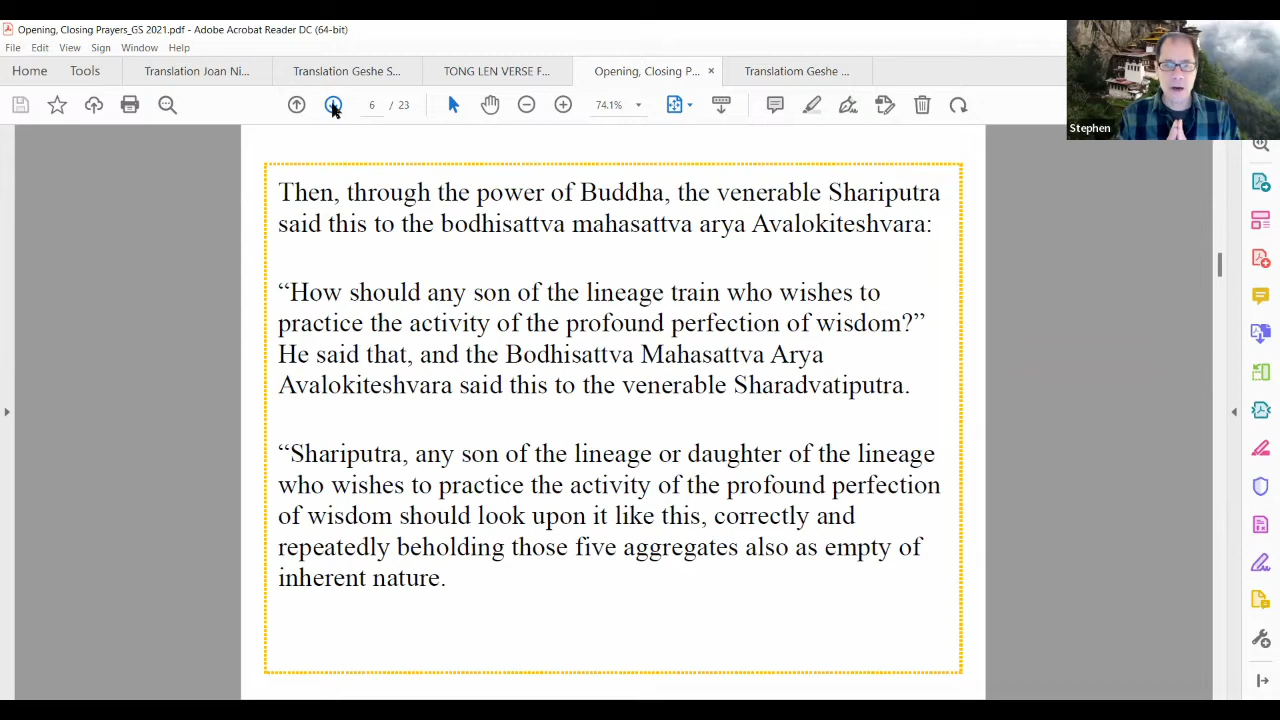 Opening, Closing Prayers_GS 2021.pdf - Adobe Acrobat Reader DC (64-bit)
File Edit View Sign Window Help
Home Tools Translation Joan Ni... Translation Geshe S... TONG LEN VERSE F... Opening, Closing P... × Translatiom Geshe ...
6 / 23 74.1%
Stephen
Then, through the power of Buddha, the venerable Shariputra
said this to the bodhisattva mahasattva arya Avalokiteshvara:
“How should any son of the lineage train who wishes to
practice the activity of the profound perfection of wisdom?”
He said that, and the Bodhisattva Mahasattva Arya
Avalokiteshvara said this to the venerable Sharadvatiputra.
“Shariputra, any son of the lineage or daughter of the lineage
who wishes to practice the activity of the profound perfection
of wisdom should look upon it like this, correctly and
repeatedly beholding those five aggregates also as empty of
inherent nature.